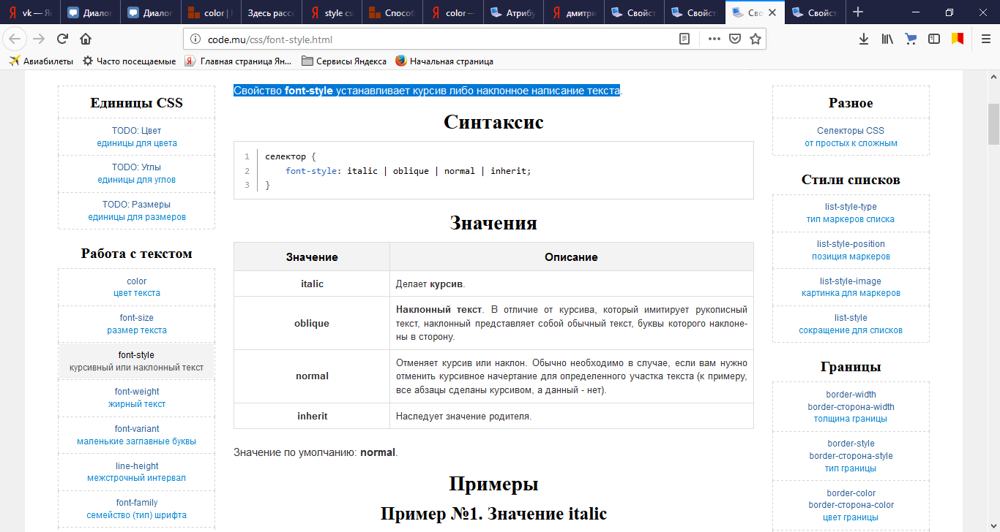 vk —
Диалог
Диалог
color |
Здесь расс
style cs
Способ
color —
Атрибу
дмитри
Свойст
Свойст
Сво
Свойст
code.mu/css/font-style.html
Авиабилеты
Часто посещаемые
Главная страница Ян...
Сервисы Яндекса
Начальная страница
Единицы CSS
TODO: Цвет
единицы для цвета
TODO: Углы
единицы для углов
TODO: Размеры
единицы для размеров
Работа с текстом
color
цвет текста
font-size
размер текста
font-style
курсивный или наклонный текст
font-weight
жирный текст
font-variant
маленькие заглавные буквы
line-height
межстрочный интервал
font-family
семейство (тип) шрифта
Свойство font-style устанавливает курсив либо наклонное написание текста.
Синтаксис
1 селектор {
2 font-style: italic | oblique | normal | inherit;
3 }
Значения
Значение Описание
italic Делает курсив.
oblique Наклонный текст. В отличие от курсива, который имитирует рукописный
текст, наклонный представляет собой обычный текст, буквы которого наклоне-
ны в сторону.
normal Отменяет курсив или наклон. Обычно необходимо в случае, если вам нужно
отменить курсивное начертание для определенного участка текста (к примеру,
все абзацы сделаны курсивом, а данный - нет).
inherit Наследует значение родителя.
Значение по умолчанию: normal.
Примеры
Пример №1. Значение italic
Разное
Селекторы CSS
от простых к сложным
Стили списков
list-style-type
тип маркеров списка
list-style-position
позиция маркеров
list-style-image
картинка для маркеров
list-style
сокращение для списков
Границы
border-width
border-сторона-width
толщина границы
border-style
border-сторона-style
тип границы
border-color
border-сторона-color
цвет границы